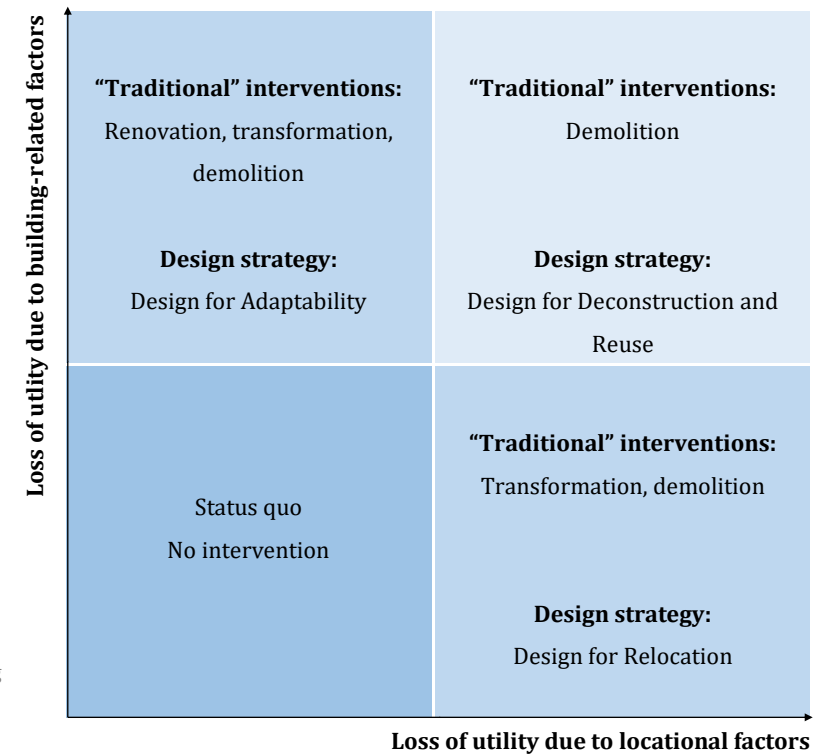 Loss of utlity due to building-related factors
“Traditional” interventions:
Renovation, transformation,
demolition
Design strategy:
Design for Adaptability
“Traditional” interventions:
Demolition
Design strategy:
Design for Deconstruction and
Reuse
Status quo
No intervention
“Traditional” interventions:
Transformation, demolition
Design strategy:
Design for Relocation
Loss of utility due to locational factors